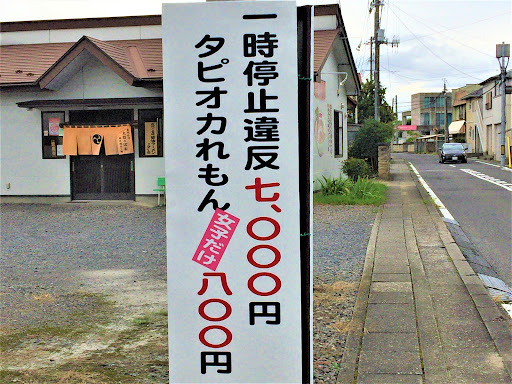 一時停止違反七、〇〇〇円
タピオカれもん
女子だけ
八〇〇円